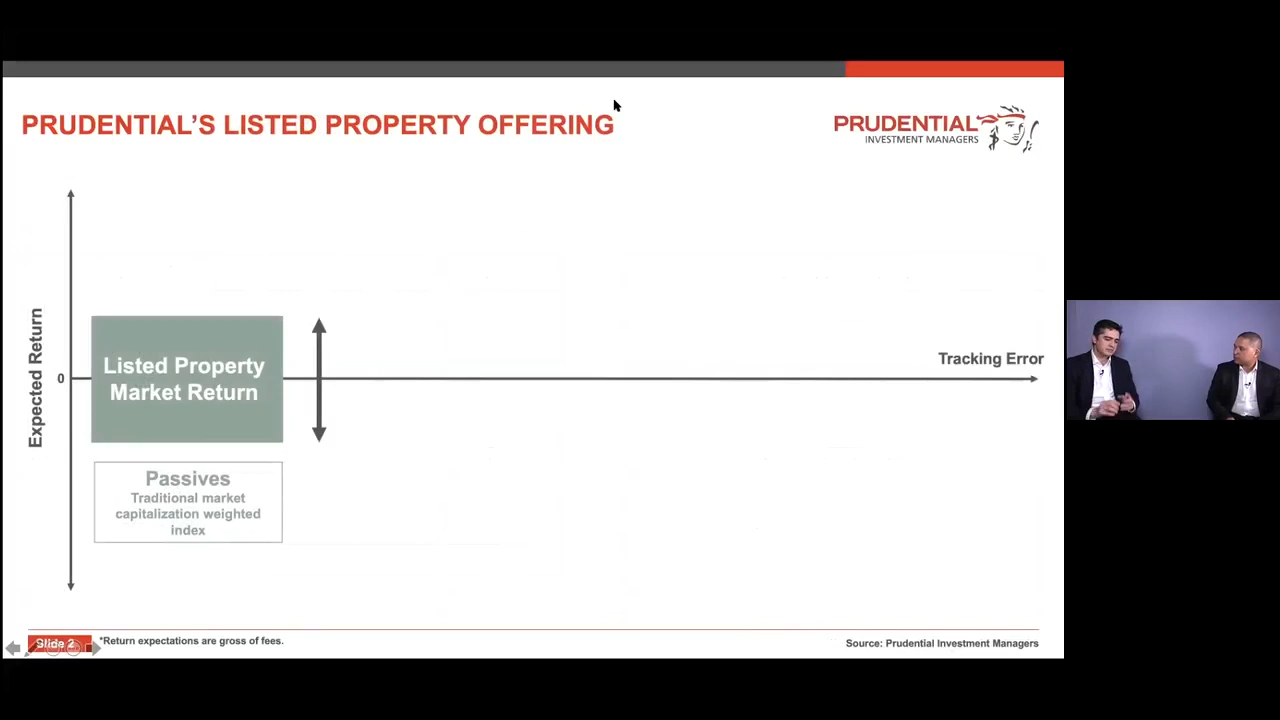 PRUDENTIAL'S LISTED PROPERTY OFFERING
PRUDENTIAL
INVESTMENT MANAGERS
Expected Return
0
Listed Property
Market Return
Tracking Error
Passives
Traditional market
capitalization weighted
index
Slide 2
*Return expectations are gross of fees.
Source: Prudential Investment Managers